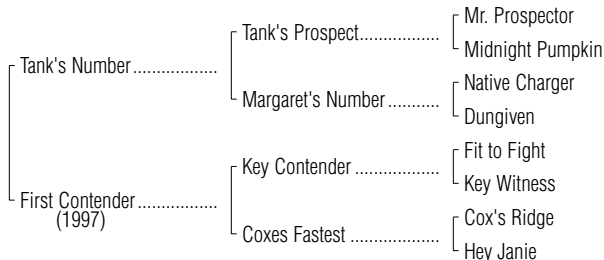 Mr. Prospector
Tank's Prospect..................
Midnight Pumpkin
Tank's Number..................
Native Charger
Margaret's Number...........
Dungiven
Fit to Fight
Key Contender ...................
Key Witness
First Contender.................
(1997)
Cox's Ridge
Coxes Fastest ....................
Hey Janie